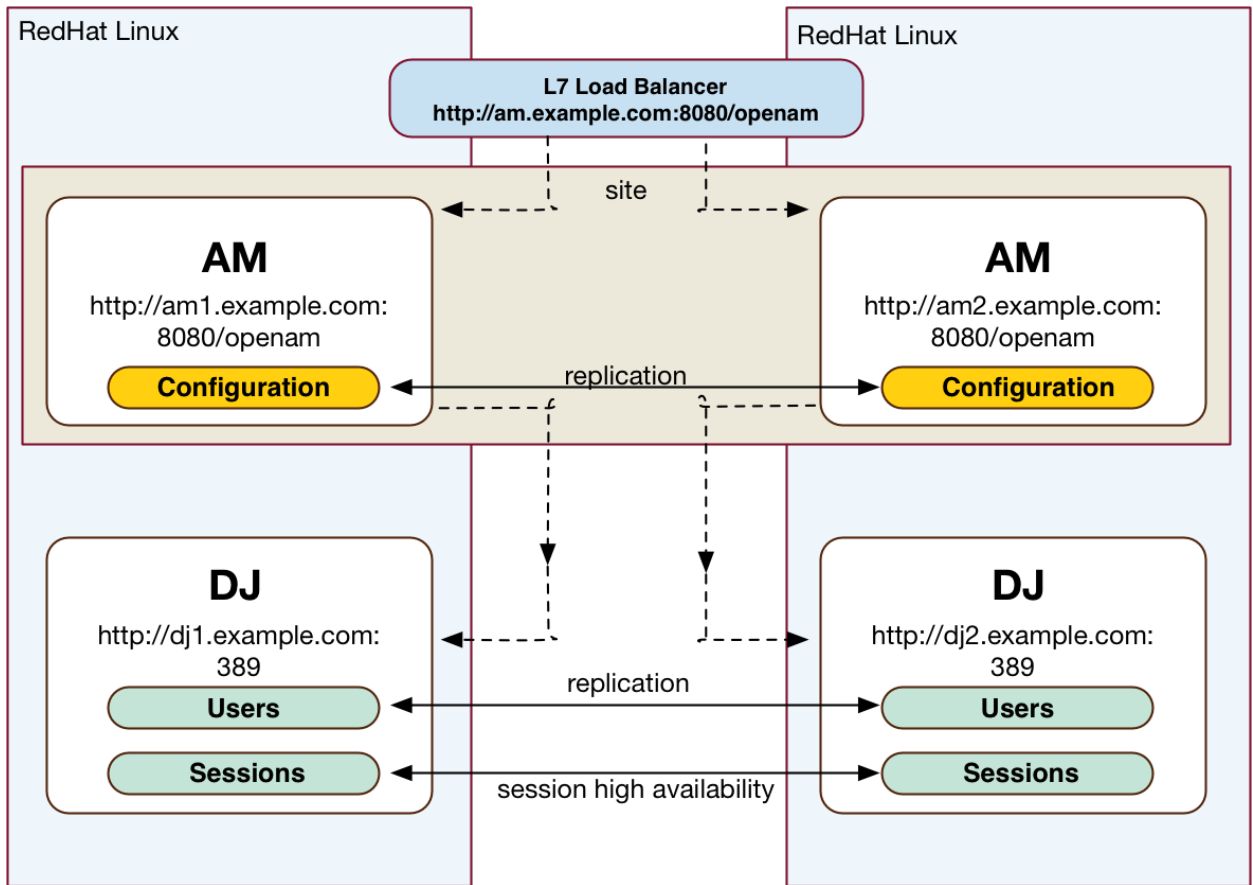 RedHat Linux
RedHat Linux
L7 Load Balancer
http://am.example.com:8080/openam
site
AM
http://am1.example.com:
8080/openam
Configuration
AM
http://am2.example.com:
8080/openam
Configuration
replication
DJ
http://dj1.example.com:
389
Users
Sessions
DJ
http://dj2.example.com:
389
Users
Sessions
replication
session high availability